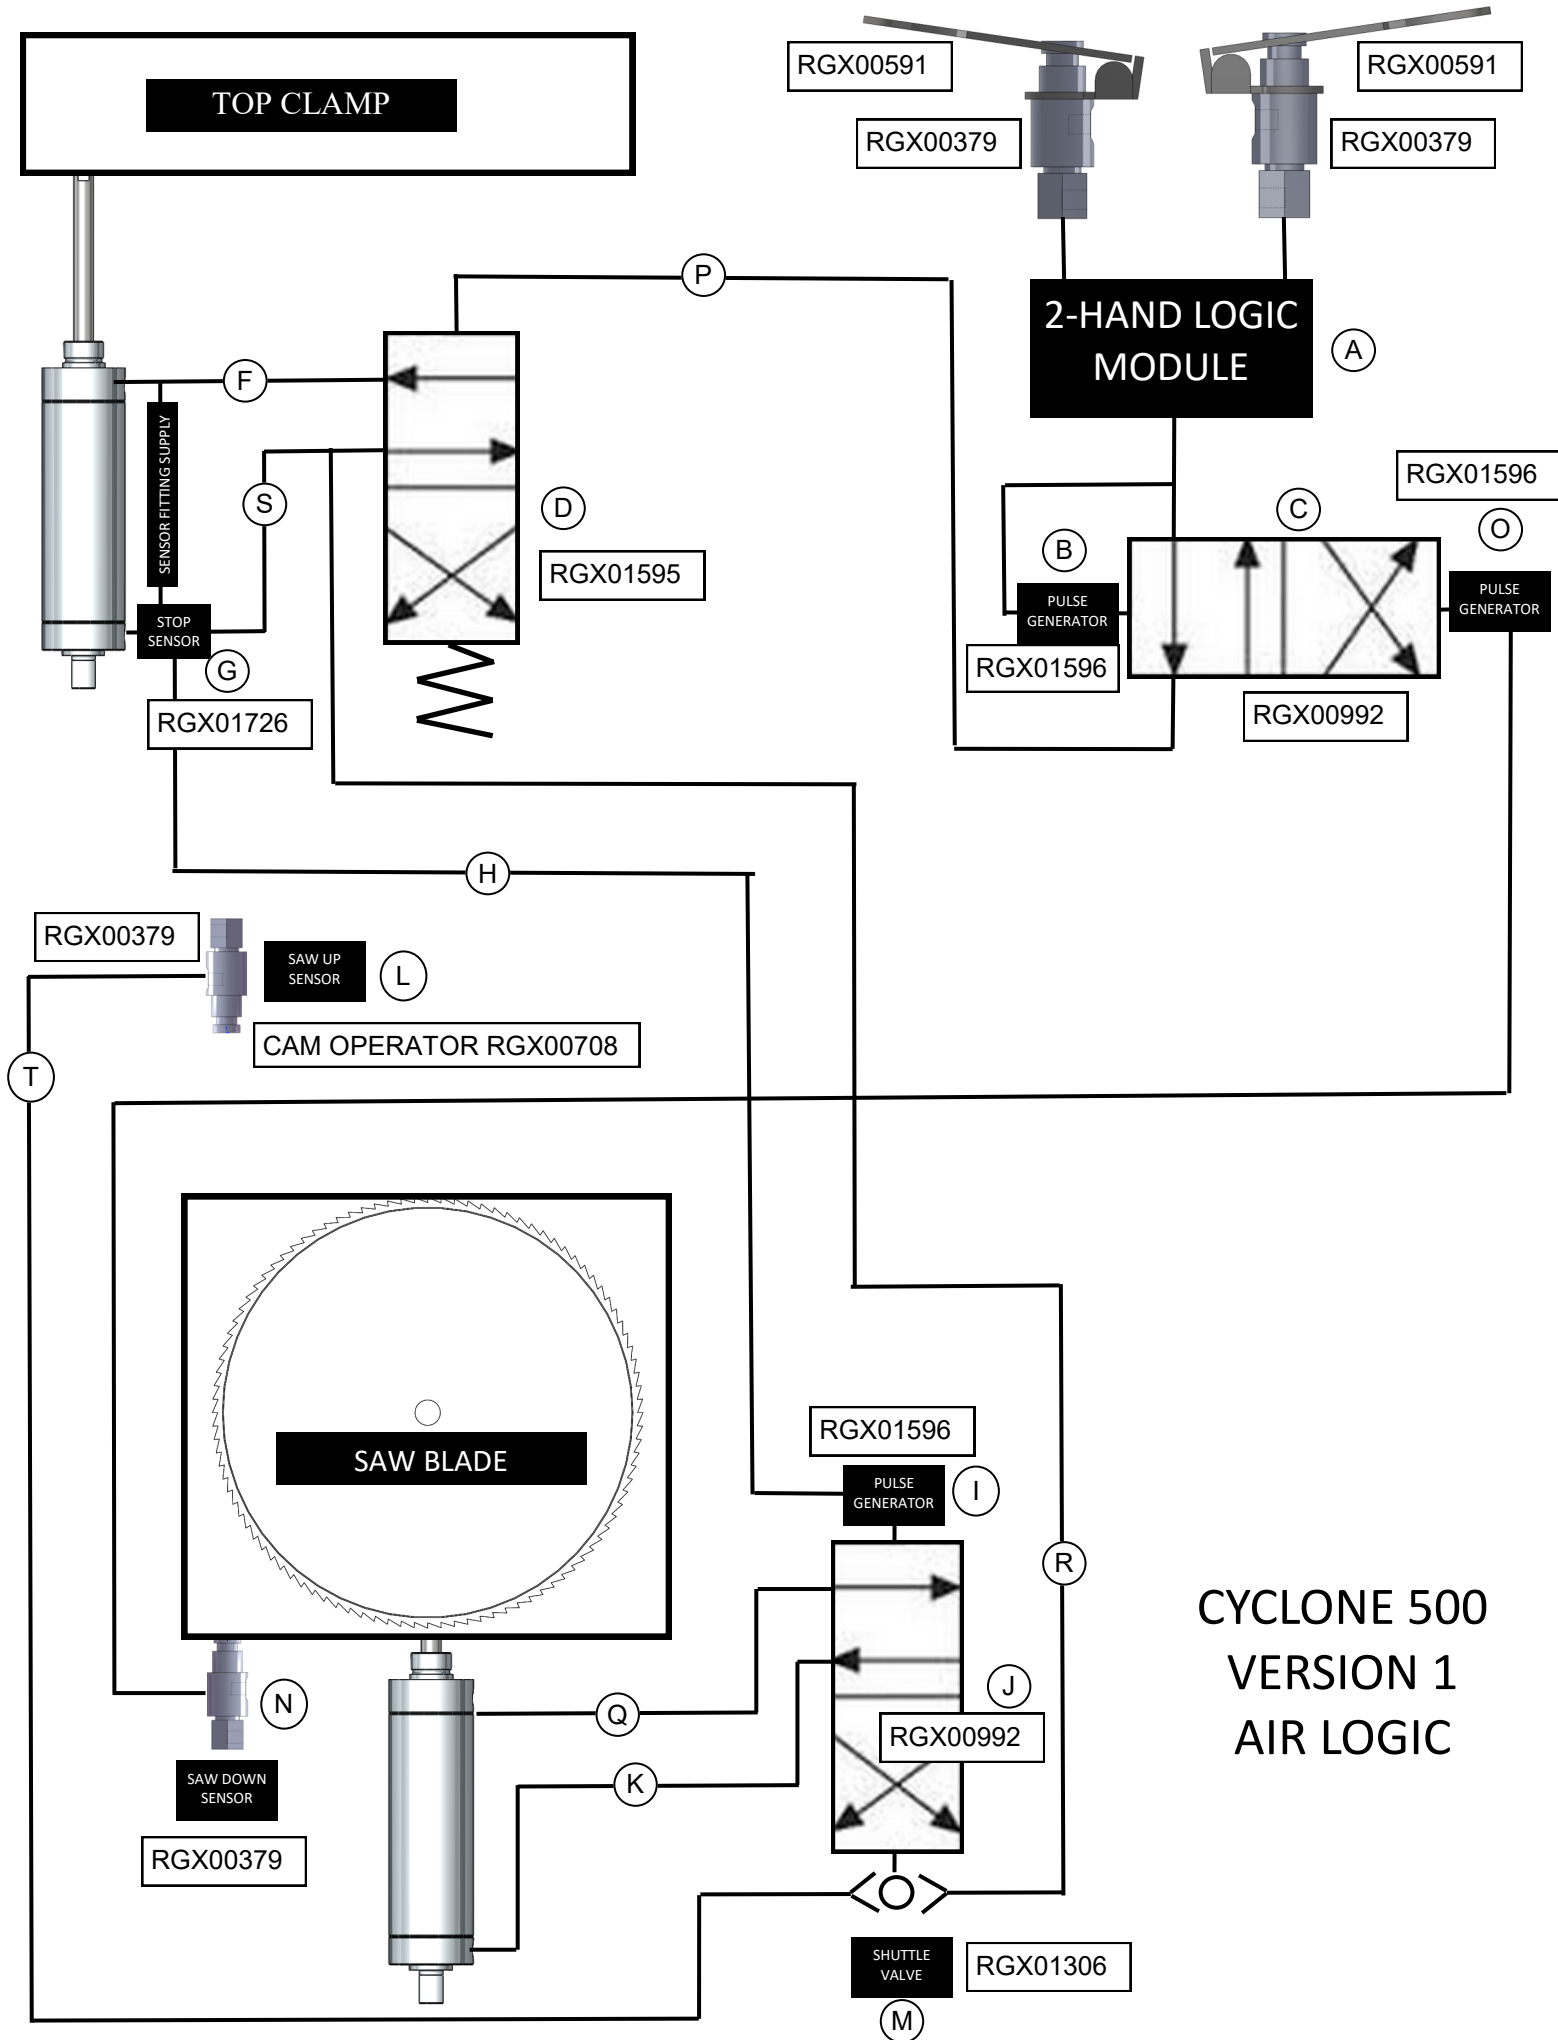 TOP CLAMP
RGX00591
RGX00591
RGX00379
RGX00379
P
2-HAND LOGIC
MODULE
A
F
SENSOR FITTING SUPPLY
S
D
RGX01595
STOP
SENSOR
G
RGX01726
B
PULSE
GENERATOR
RGX01596
C
RGX00992
RGX01596
O
PULSE
GENERATOR
H
RGX00379
SAW UP
SENSOR
L
CAM OPERATOR RGX00708
T
SAW BLADE
RGX01596
PULSE
GENERATOR
I
R
J
RGX00992
Q
K
N
SAW DOWN
SENSOR
RGX00379
SHUTTLE
VALVE
RGX01306
M
CYCLONE 500
VERSION 1
AIR LOGIC